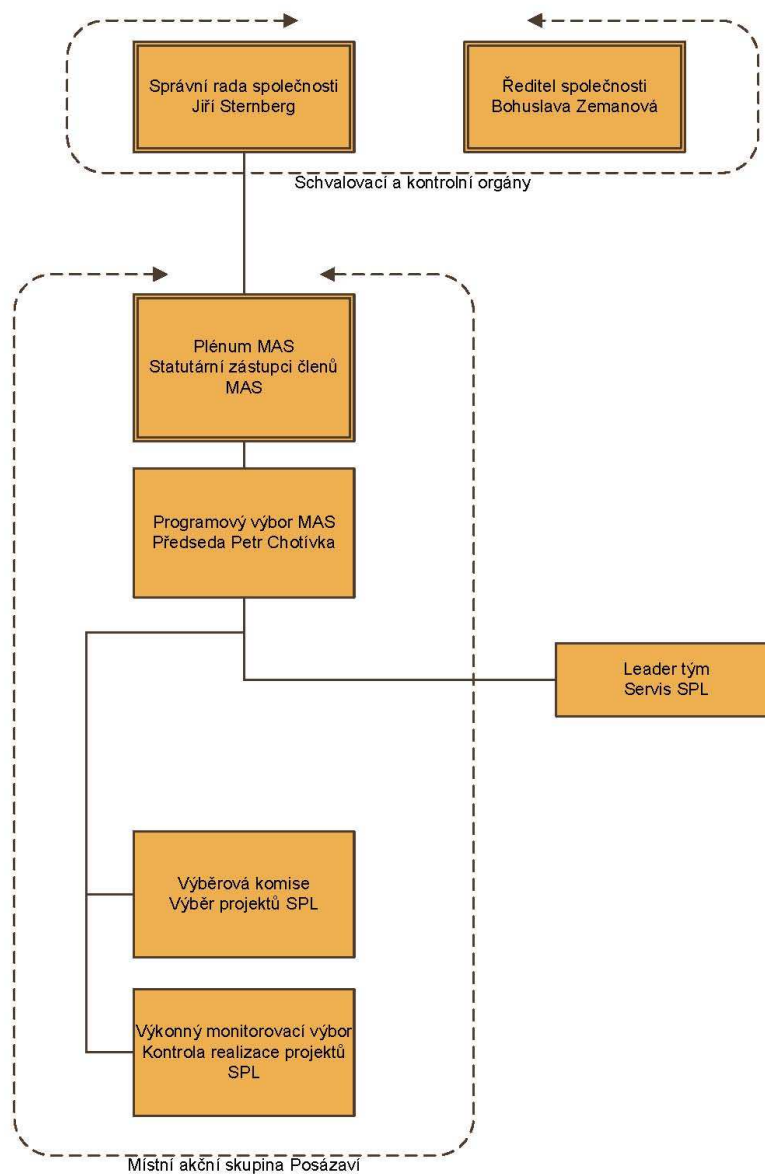 Správní rada společnosti
Jiří Sternberg
Ředitel společnosti
Bohuslava Zemanová
Schvalovací a kontrolní orgány
Plénum MAS
Statutární zástupci členů
MAS
Programový výbor MAS
Předseda Petr Chotívka
Leader tým
Servis SPL
Výběrová komise
Výběr projektů SPL
Výkonný monitorovací výbor
Kontrola realizace projektů
SPL
Místní akční skupina Posázaví